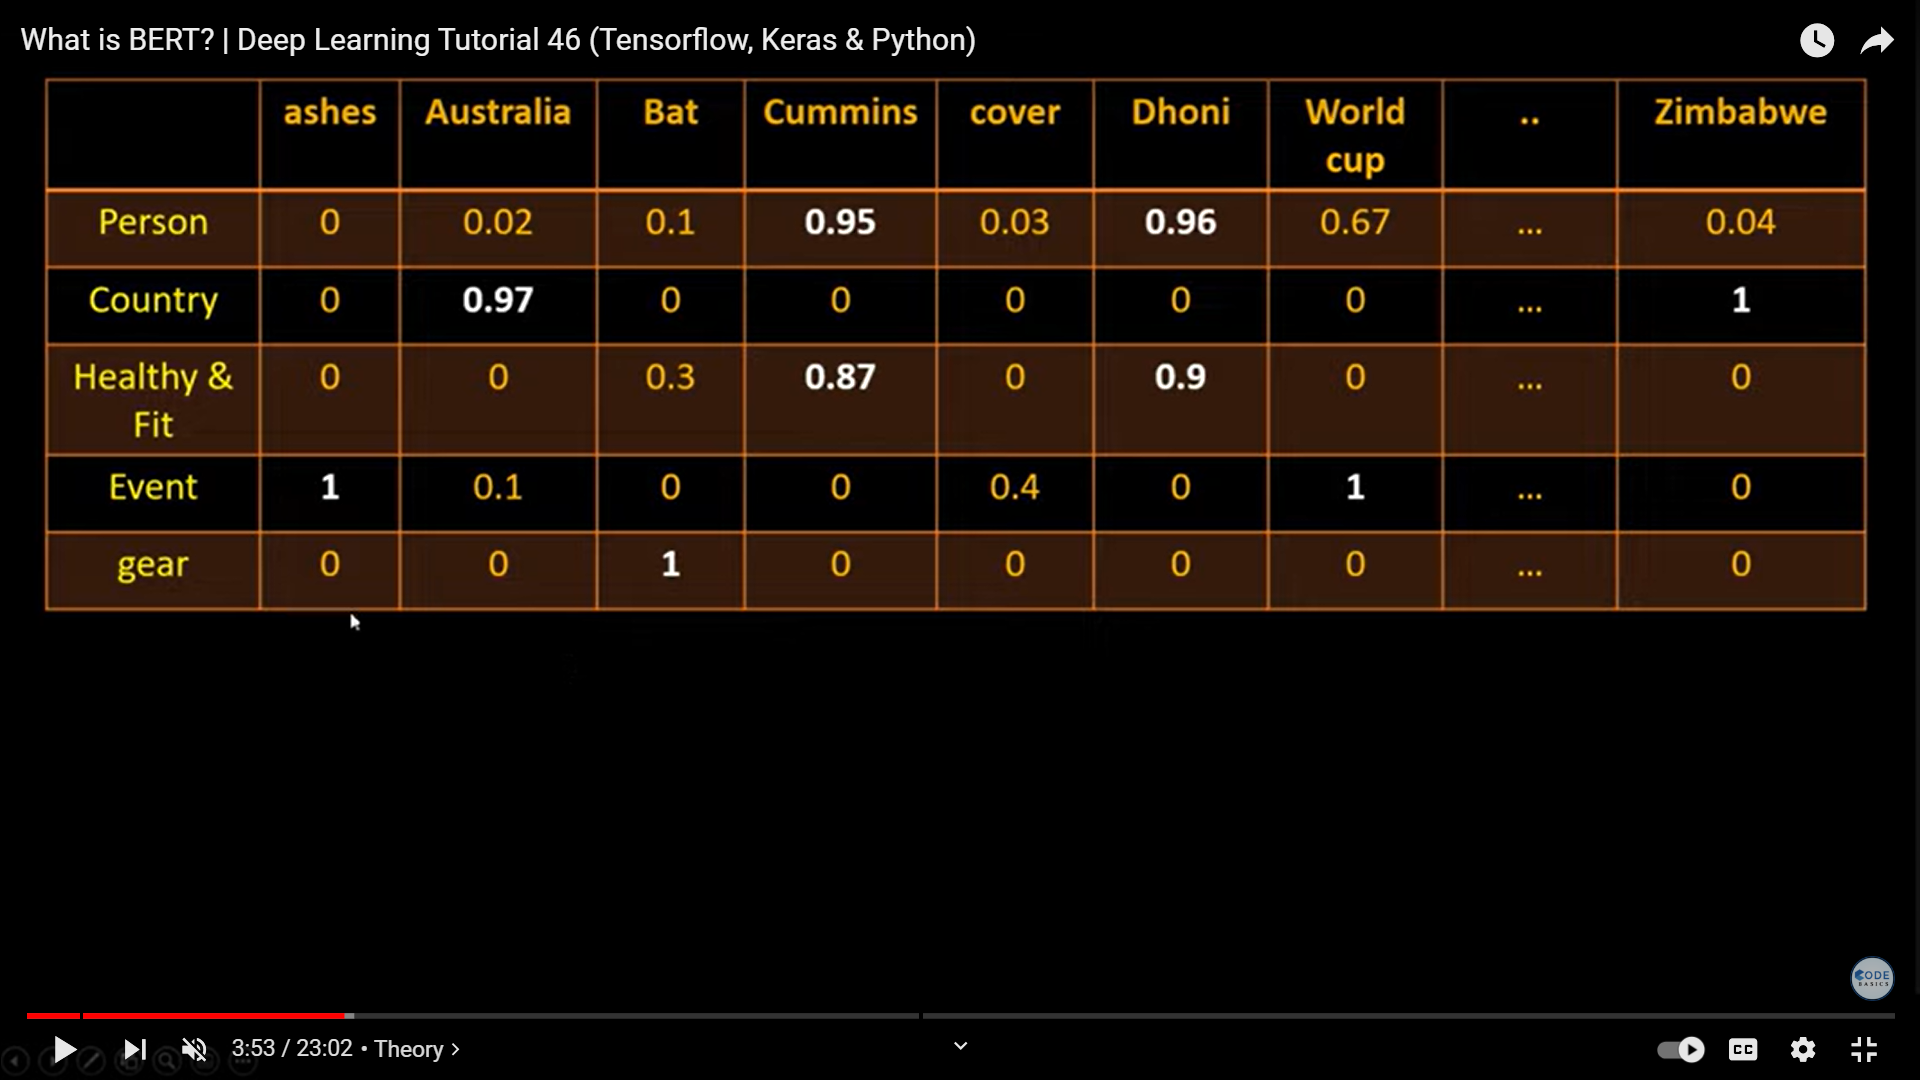 What is BERT? | Deep Learning Tutorial 46 (Tensorflow, Keras & Python)
ashes Australia Bat Cummins cover Dhoni World cup .. Zimbabwe
Person 0 0.02 0.1 0.95 0.03 0.96 0.67 ... 0.04
Country 0 0.97 0 0 0 0 0 ... 1
Healthy & Fit 0 0 0.3 0.87 0 0.9 0 ... 0
Event 1 0.1 0 0 0.4 0 1 ... 0
gear 0 0 1 0 0 0 0 ... 0
CODE
BASICS
3:53 / 23:02 • Theory >
CC